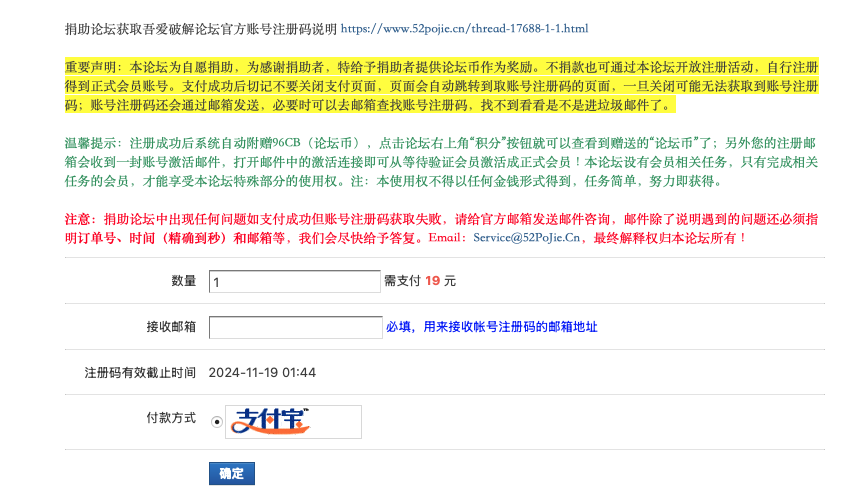 捐助论坛获取吾爱破解论坛官方账号注册码说明 https://www.52pojie.cn/thread-17688-1-1.html
重要声明：本论坛为自愿捐助，为感谢捐助者，特给予捐助者提供论坛币作为奖励。不捐款也可通过本论坛开放注册活动，自行注册
得到正式会员账号。支付成功后切记不要关闭支付页面，页面会自动跳转到取账号注册码的页面，一旦关闭可能无法获取到账号注册
码；账号注册码还会通过邮箱发送，必要时可以去邮箱查找账号注册码，找不到看看是不是进垃圾邮件了。
温馨提示：注册成功后系统自动附赠96CB（论坛币），点击论坛右上角“积分”按钮就可以查看到赠送的“论坛币”了；另外您的注册邮
箱会收到一封账号激活邮件，打开邮件中的激活连接即可从等待验证会员激活成正式会员！本论坛设有会员相关任务，只有完成相关
任务的会员，才能享受本论坛特殊部分的使用权。注：本使用权不得以任何金钱形式得到，任务简单，努力即获得。
注意：捐助论坛中出现任何问题如支付成功但账号注册码获取失败，请给官方邮箱发送邮件咨询，邮件除了说明遇到的问题还必须指
明订单号、时间（精确到秒）和邮箱等，我们会尽快给予答复。Email：Service@52PoJie.Cn，最终解释权归本论坛所有！
数量 1 需支付 19 元
接收邮箱 必填，用来接收帐号注册码的邮箱地址
注册码有效截止时间 2024-11-19 01:44
付款方式 支付宝™
确定